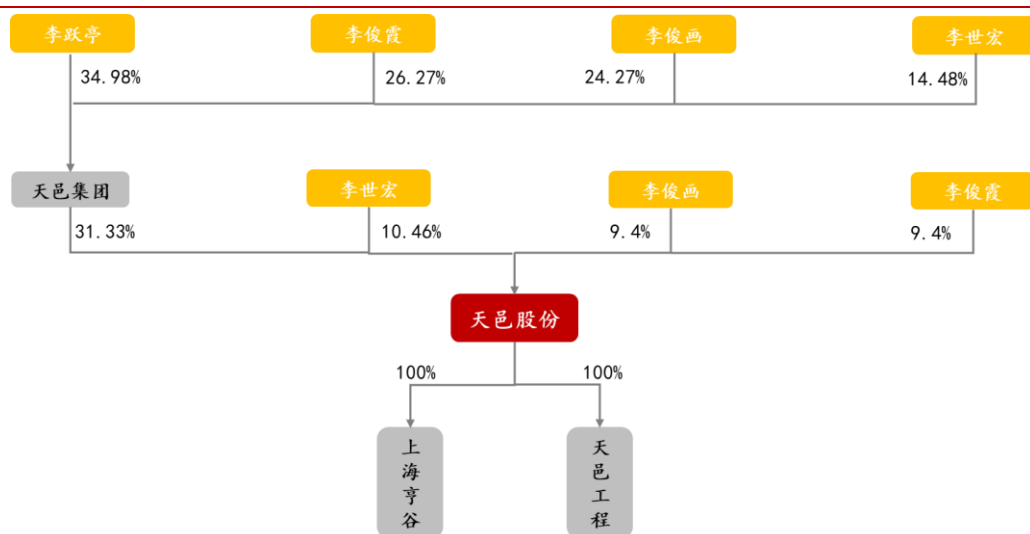 李跃亭
李俊霞
李俊画
李世宏
34.98%
26.27%
24.27%
14.48%
天邑集团
李世宏
李俊画
李俊霞
31.33%
10.46%
9.4%
9.4%
天邑股份
100%
100%
上海亨谷
天邑工程